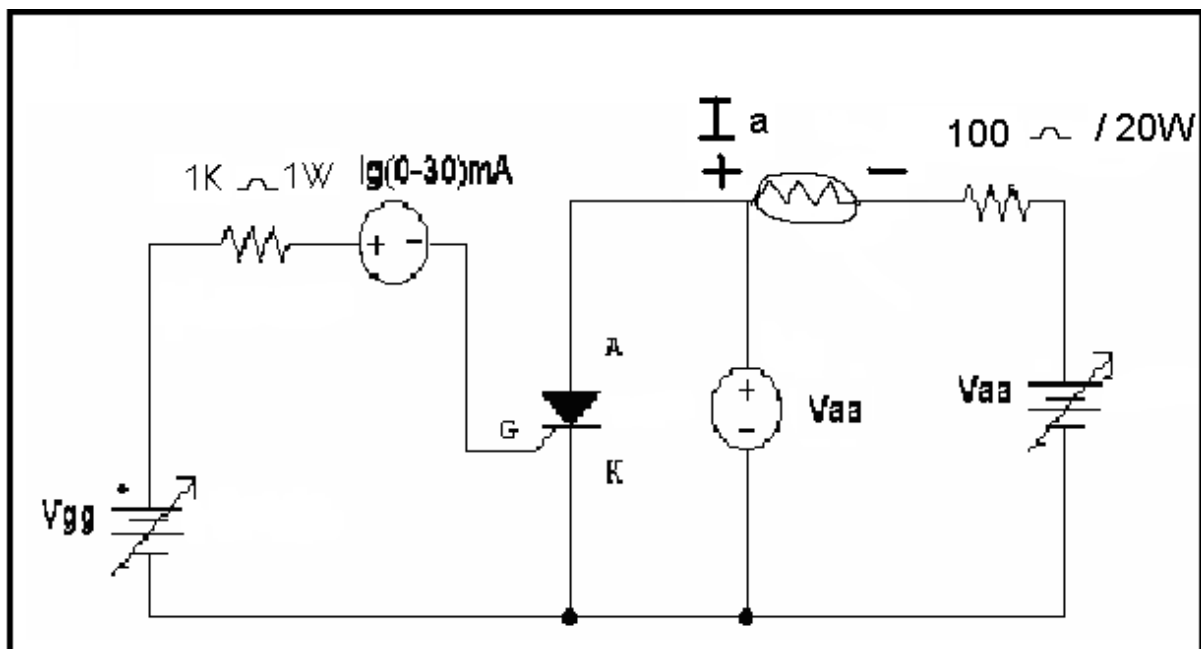 I a
100 Ω / 20W
1K Ω 1W Ig(0-30)mA
+ -
+ -
A
G
K
+
-
Vaa
Vaa
Vgg